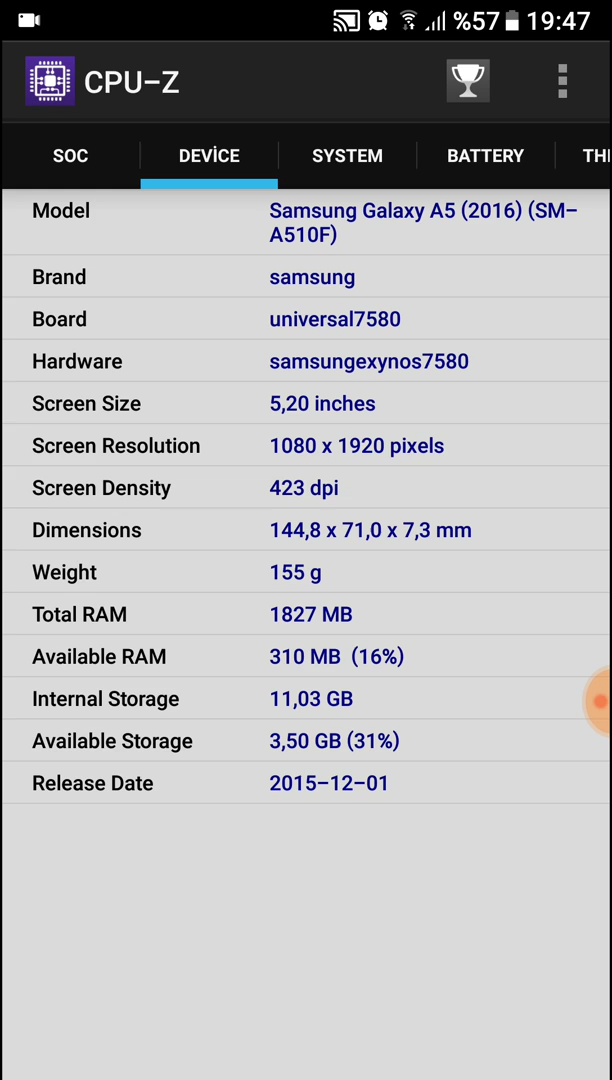 %57 19:47
CPU–Z
SOC DEVİCE SYSTEM BATTERY THI
Model Samsung Galaxy A5 (2016) (SM–
A510F)
Brand samsung
Board universal7580
Hardware samsungexynos7580
Screen Size 5,20 inches
Screen Resolution 1080 x 1920 pixels
Screen Density 423 dpi
Dimensions 144,8 x 71,0 x 7,3 mm
Weight 155 g
Total RAM 1827 MB
Available RAM 310 MB (16%)
Internal Storage 11,03 GB
Available Storage 3,50 GB (31%)
Release Date 2015–12–01